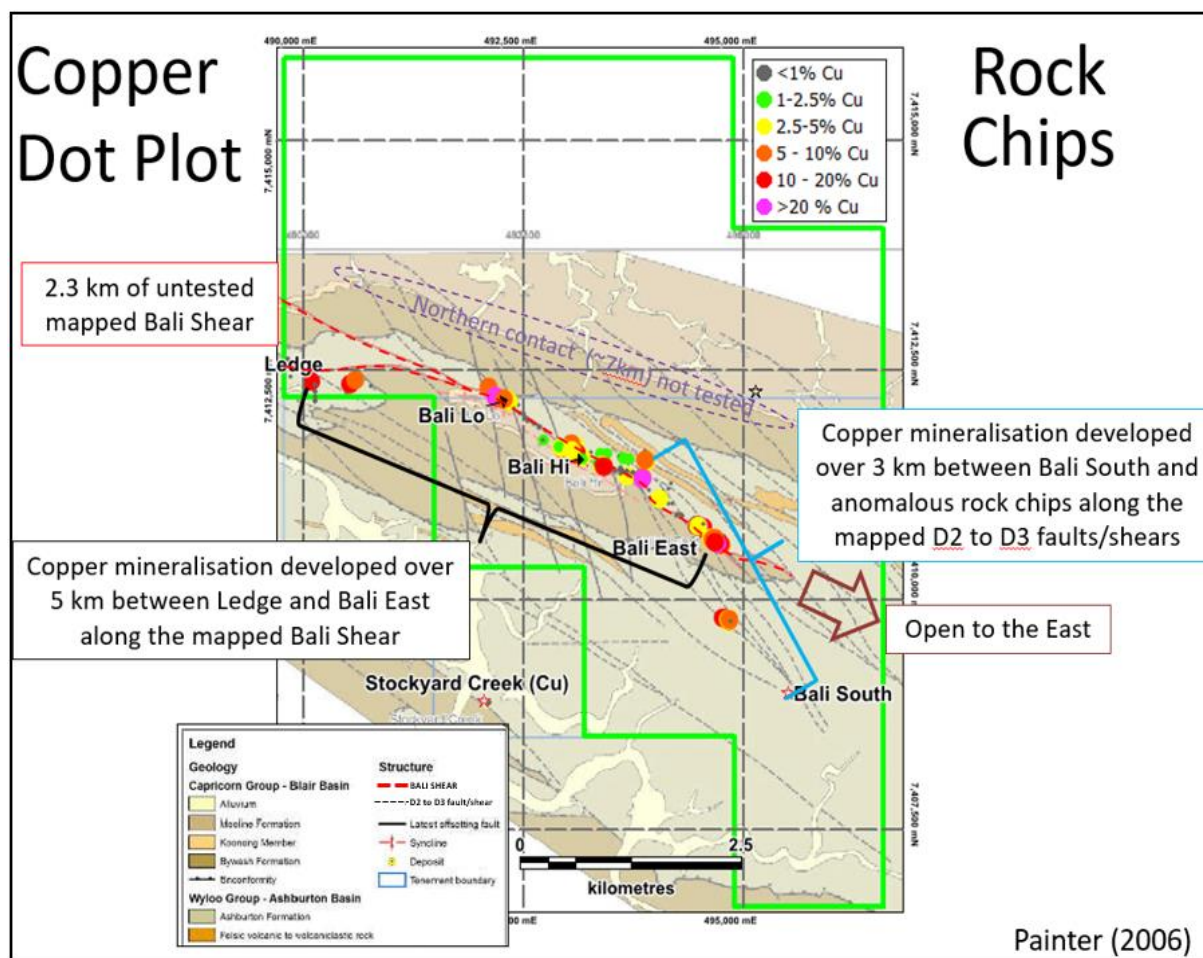 Copper
Dot Plot
Rock
Chips
490,000 mE
492,500 mE
495,000 mE
<1% Cu
1-2.5% Cu
2.5-5% Cu
5 - 10% Cu
10 - 20% Cu
>20 % Cu
7,415,000 mN
7,415,000 mN
2.3 km of untested
mapped Bali Shear
Northern contact (~7km) not tested
7,412,500 mN
7,412,500 mN
Ledge
Bali Lo
Bali Hi
Bali East
Copper mineralisation developed
over 3 km between Bali South and
anomalous rock chips along the
mapped D2 to D3 faults/shears
Copper mineralisation developed over
5 km between Ledge and Bali East
along the mapped Bali Shear
Open to the East
Stockyard Creek (Cu)
Stockyard Creek
Bali South
7,407,500 mN
Legend
Geology
Capricorn Group - Blair Basin
Alluvium
Mooline Formation
Koonong Member
Bywash Formation
Unconformity
Wyloo Group - Ashburton Basin
Ashburton Formation
Felsic volcanic to volcaniclastic rock
Structure
BALI SHEAR
D2 to D3 fault/shear
Latest offsetting fault
Syncline
Deposit
Tenement boundary
0
2.5
kilometres
495,000 mE
Painter (2006)